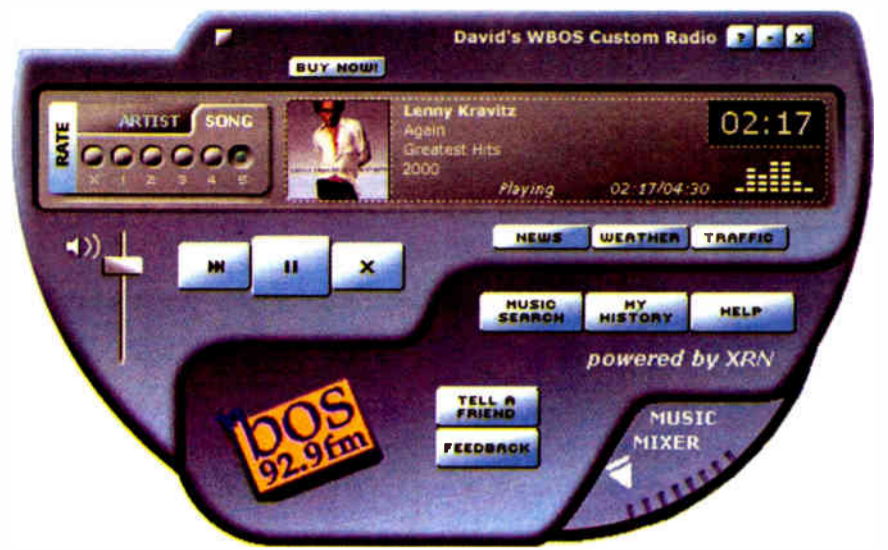 David's WBOS Custom Radio ? - X
BUY NOW!
RATE
ARTIST SONG
X 1 2 3 4 5
Lenny Kravitz
Again
Greatest Hits
2000
Playing 02:17/04:30
02:17
NEWS WEATHER TRAFFIC
X
MUSIC SEARCH
MY HISTORY
HELP
powered by XRN
bos
92.9fm
TELL A
FRIEND
FEEDBACK
MUSIC
MIXER